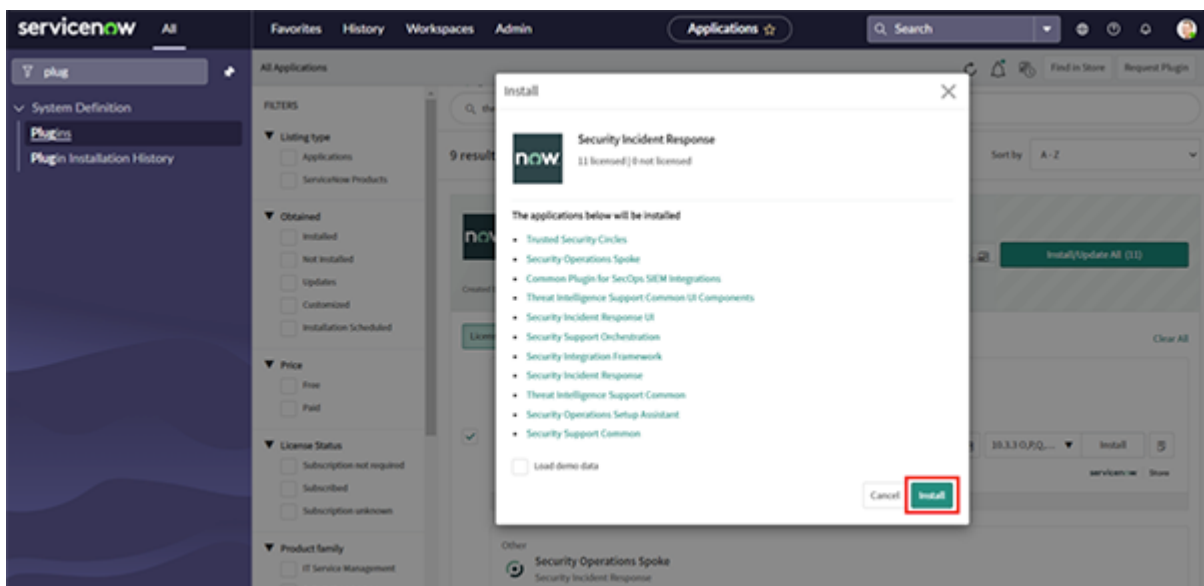 servicenow All Favorites History Workspaces Admin Applications ☆ Search
plug
System Definition
Plugins
Plugin Installation History
All Applications
Find in Store Request Plugin
FILTERS
Listing type
Applications
ServiceNow Products
Obtained
Installed
Not Installed
Updates
Customized
Installation Scheduled
Price
Free
Paid
License Status
Subscription not required
Subscribed
Subscription unknown
Product family
IT Service Management
9 result
Sort by A - Z
Install/Update All (11)
Created
Clear All
10.3.3 O,P,Q,... Install
servicenow Store
Install
now
Security Incident Response
11 licensed | 0 not licensed
The applications below will be installed
Trusted Security Circles
Security Operations Spoke
Common Plugin for SecOps SIEM Integrations
Threat Intelligence Support Common UI Components
Security Incident Response UI
Security Support Orchestration
Security Integration Framework
Security Incident Response
Threat Intelligence Support Common
Security Operations Setup Assistant
Security Support Common
Load demo data
Cancel Install
Other
Security Operations Spoke
Security Incident Response